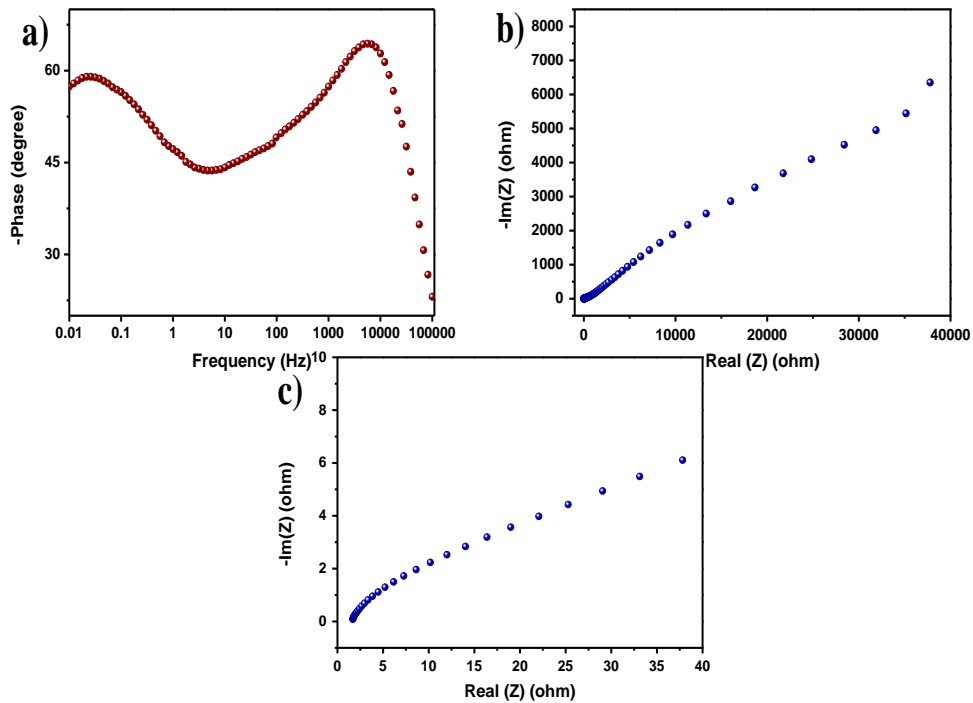 a)
-Phase (degree)
60
45
30
0.01 0.1 1 10 100 1000 10000 100000
Frequency (Hz)
b)
-Im(Z) (ohm)
8000
7000
6000
5000
4000
3000
2000
1000
0
0 10000 20000 30000 40000
Real (Z) (ohm)
c)
-Im(Z) (ohm)
10
8
6
4
2
0
0 5 10 15 20 25 30 35 40
Real (Z) (ohm)